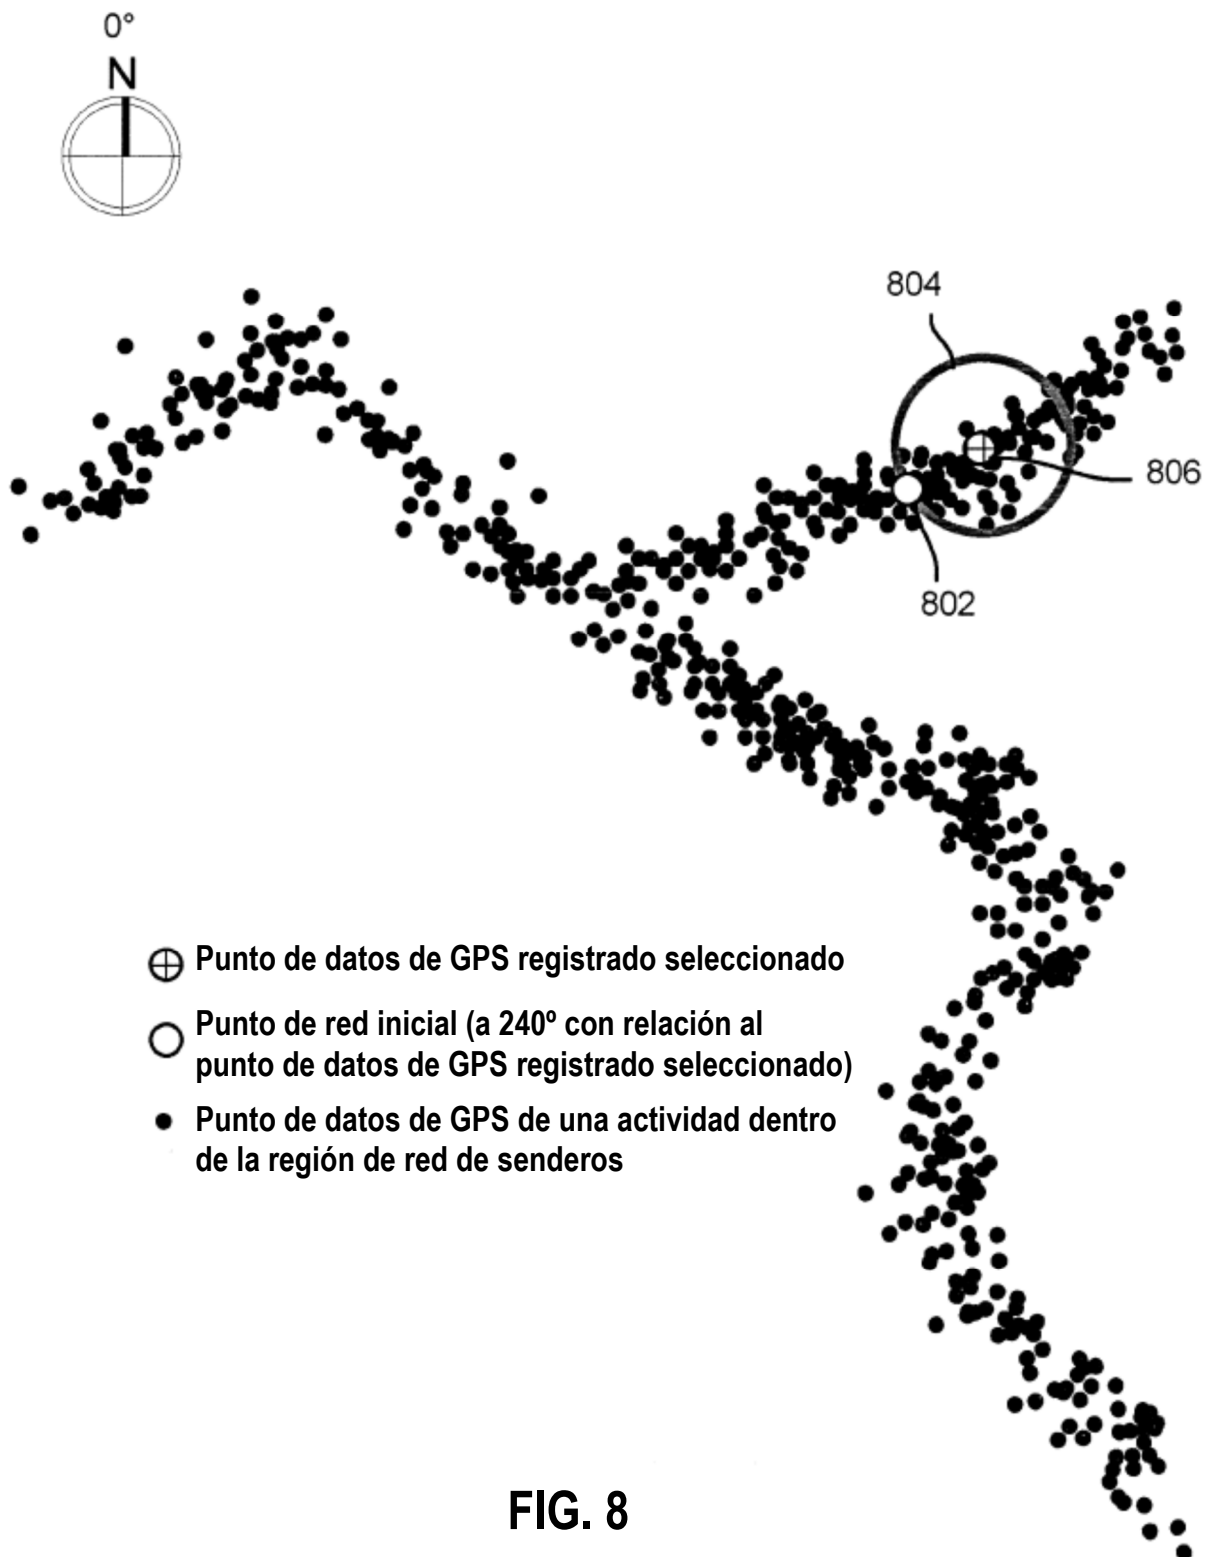 0°
N
804
806
802
Punto de datos de GPS registrado seleccionado
Punto de red inicial (a 240º con relación al
punto de datos de GPS registrado seleccionado)
Punto de datos de GPS de una actividad dentro
de la región de red de senderos
FIG. 8